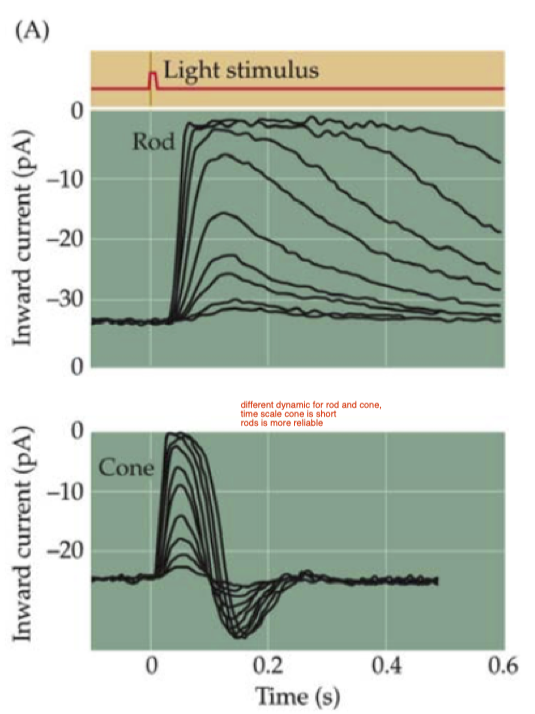 (A)
Light stimulus
0
Rod
−10
−20
−30
0
Inward current (pA)
different dynamic for rod and cone,
time scale cone is short
rods is more reliable
0
Cone
−10
−20
Inward current (pA)
0 0.2 0.4 0.6
Time (s)